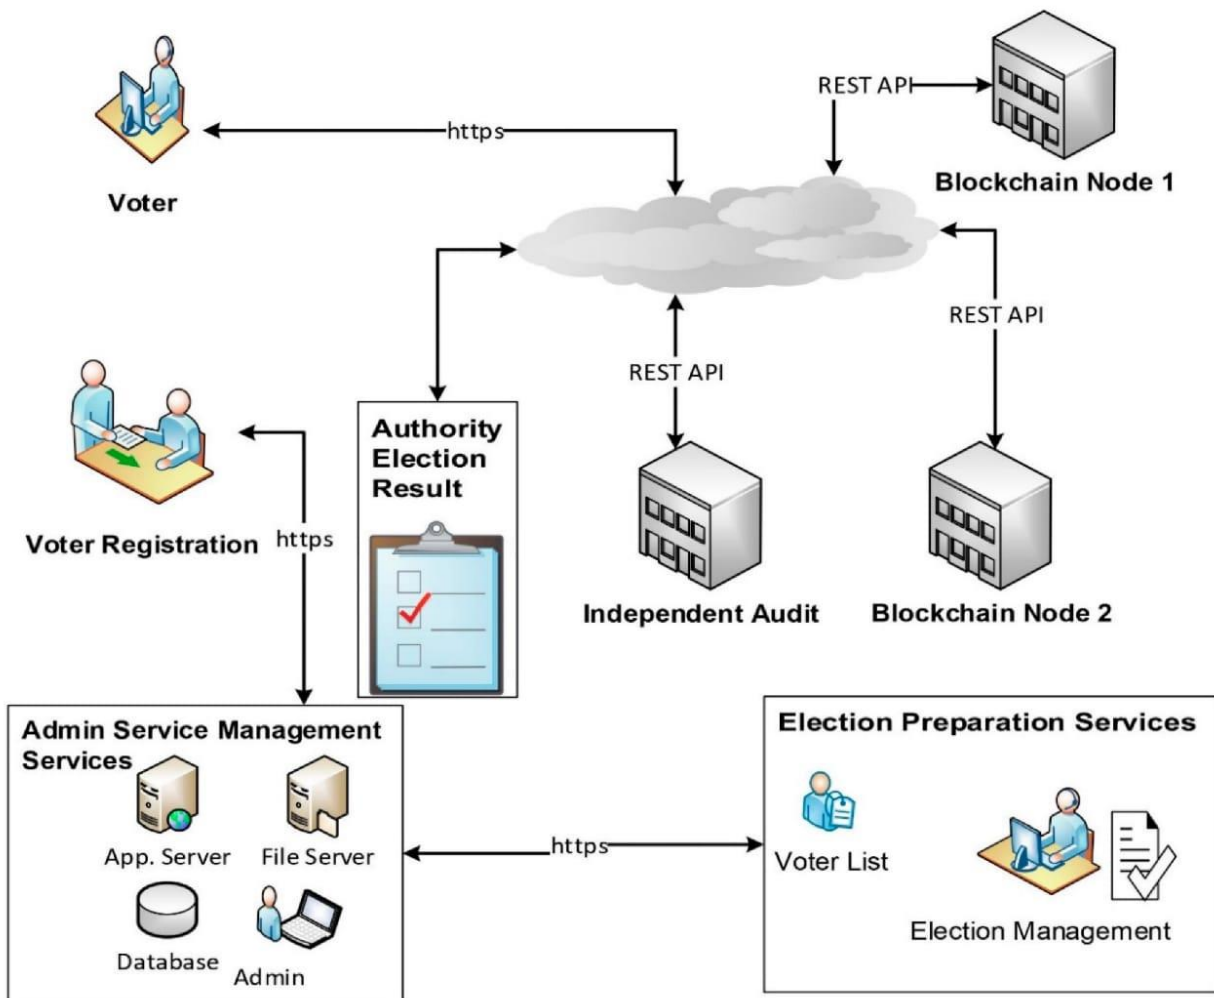 REST API
https
Blockchain Node 1
Voter
REST API
REST API
Authority
Election
Result
Voter Registration
https
Independent Audit
Blockchain Node 2
Admin Service Management
Services
App. Server
File Server
Database
Admin
https
Election Preparation Services
Voter List
Election Management